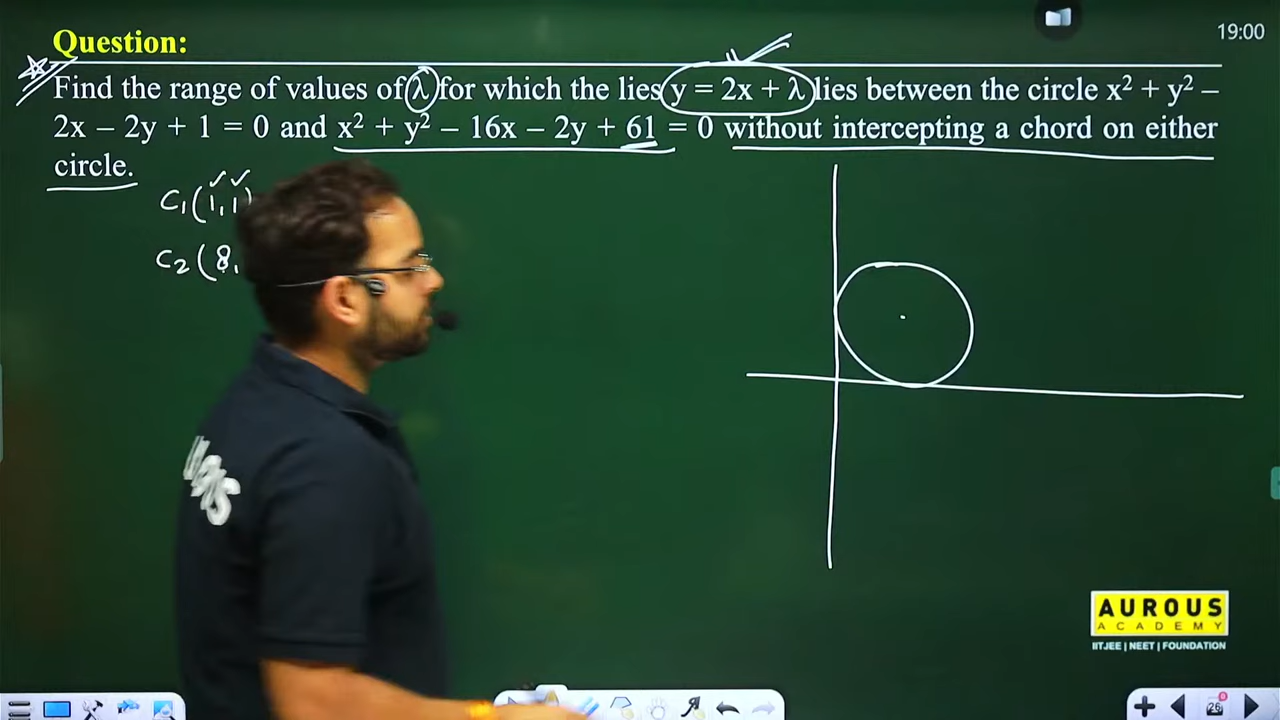 Question:
19:00
Find the range of values of λ for which the lies y = 2x + λ lies between the circle x² + y² –
2x – 2y + 1 = 0 and x² + y² – 16x – 2y + 61 = 0 without intercepting a chord on either
circle.
C₁(1,1)
C₂(8,
AUROUS
ACADEMY
IITJEE | NEET | FOUNDATION
26